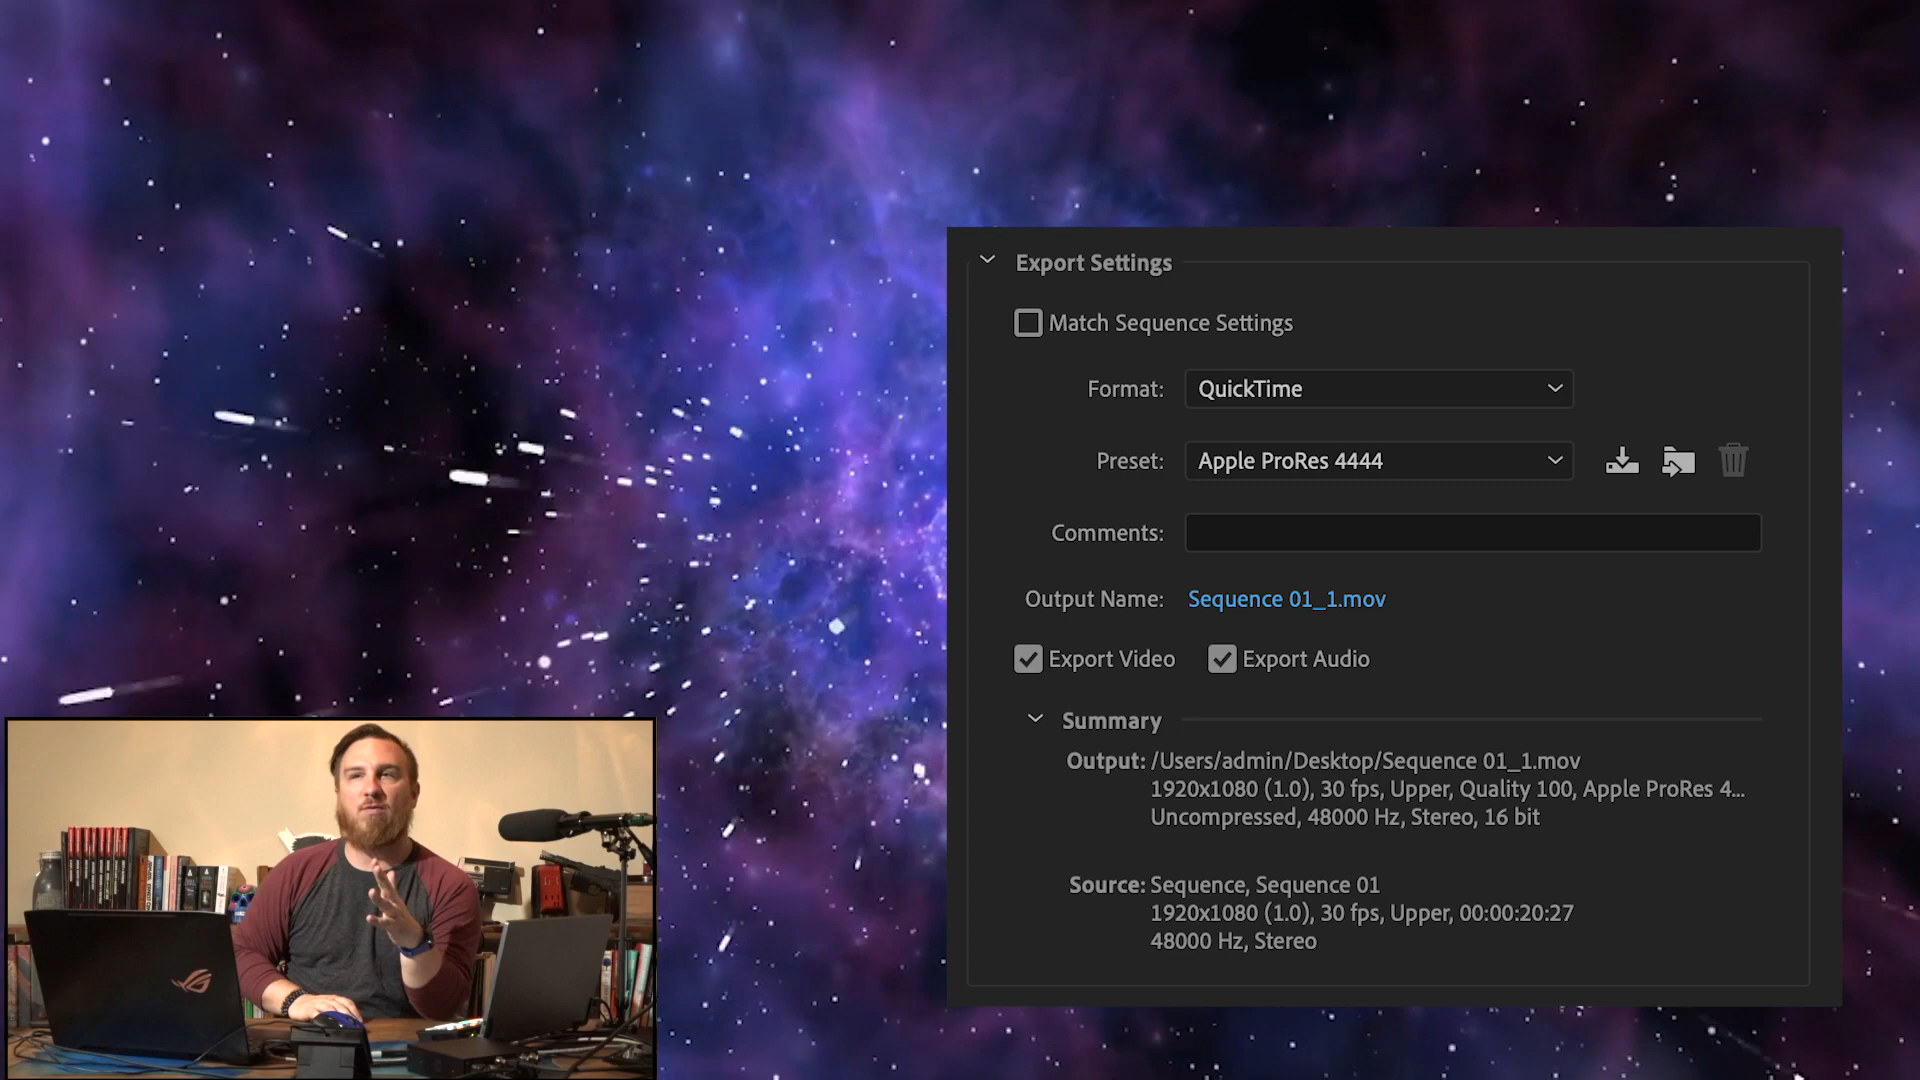 Export Settings
Match Sequence Settings
Format: QuickTime
Preset: Apple ProRes 4444
Comments:
Output Name: Sequence 01_1.mov
Export Video Export Audio
Summary
Output: /Users/admin/Desktop/Sequence 01_1.mov
1920x1080 (1.0), 30 fps, Upper, Quality 100, Apple ProRes 4...
Uncompressed, 48000 Hz, Stereo, 16 bit
Source: Sequence, Sequence 01
1920x1080 (1.0), 30 fps, Upper, 00:00:20:27
48000 Hz, Stereo